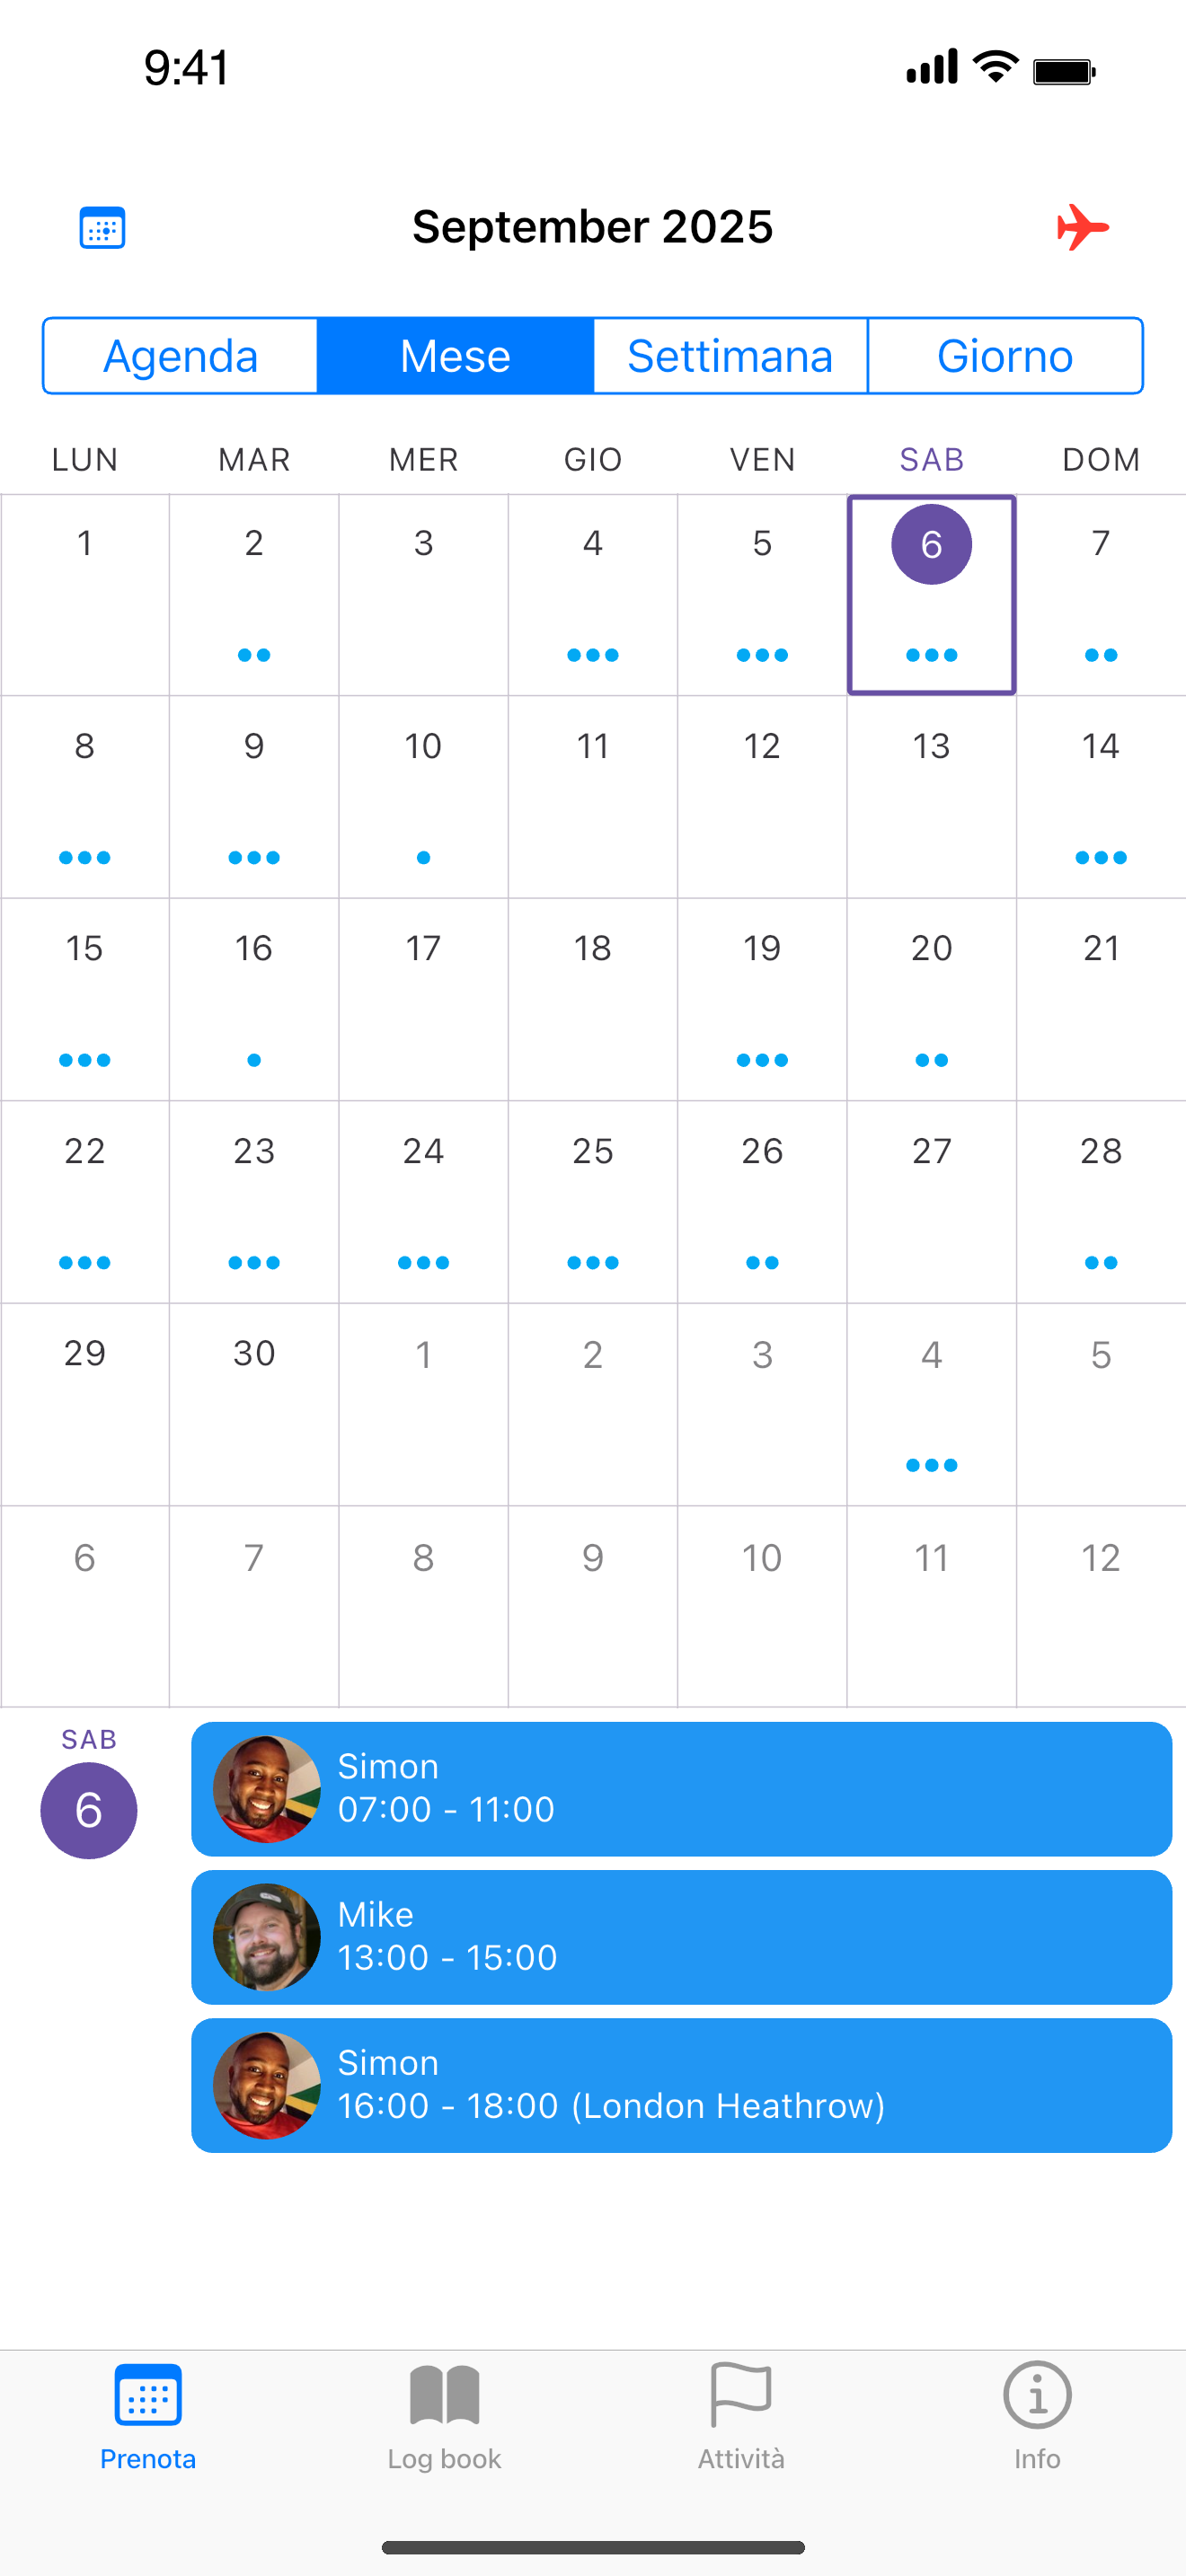 9:41
September 2025
Agenda Mese Settimana Giorno
LUN MAR MER GIO VEN SAB DOM
1 2 3 4 5 6 7
8 9 10 11 12 13 14
15 16 17 18 19 20 21
22 23 24 25 26 27 28
29 30 1 2 3 4 5
6 7 8 9 10 11 12
SAB
6
Simon
07:00 - 11:00
Mike
13:00 - 15:00
Simon
16:00 - 18:00 (London Heathrow)
Prenota Log book Attività Info